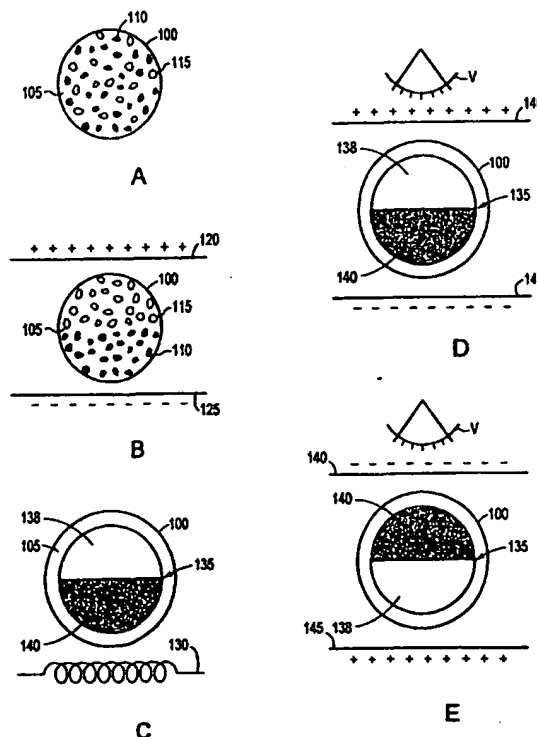 110
100
115
105
A
+ + + + + + + + +
120
100
115
105
110
125
- - - - - - - - -
B
138
100
105
135
140
130
C
V
+ + + + + + + + +
14
138
100
135
140
14
- - - - - - - - -
D
V
- - - - - - - - -
140
140
100
135
138
145
+ + + + + + + + +
E